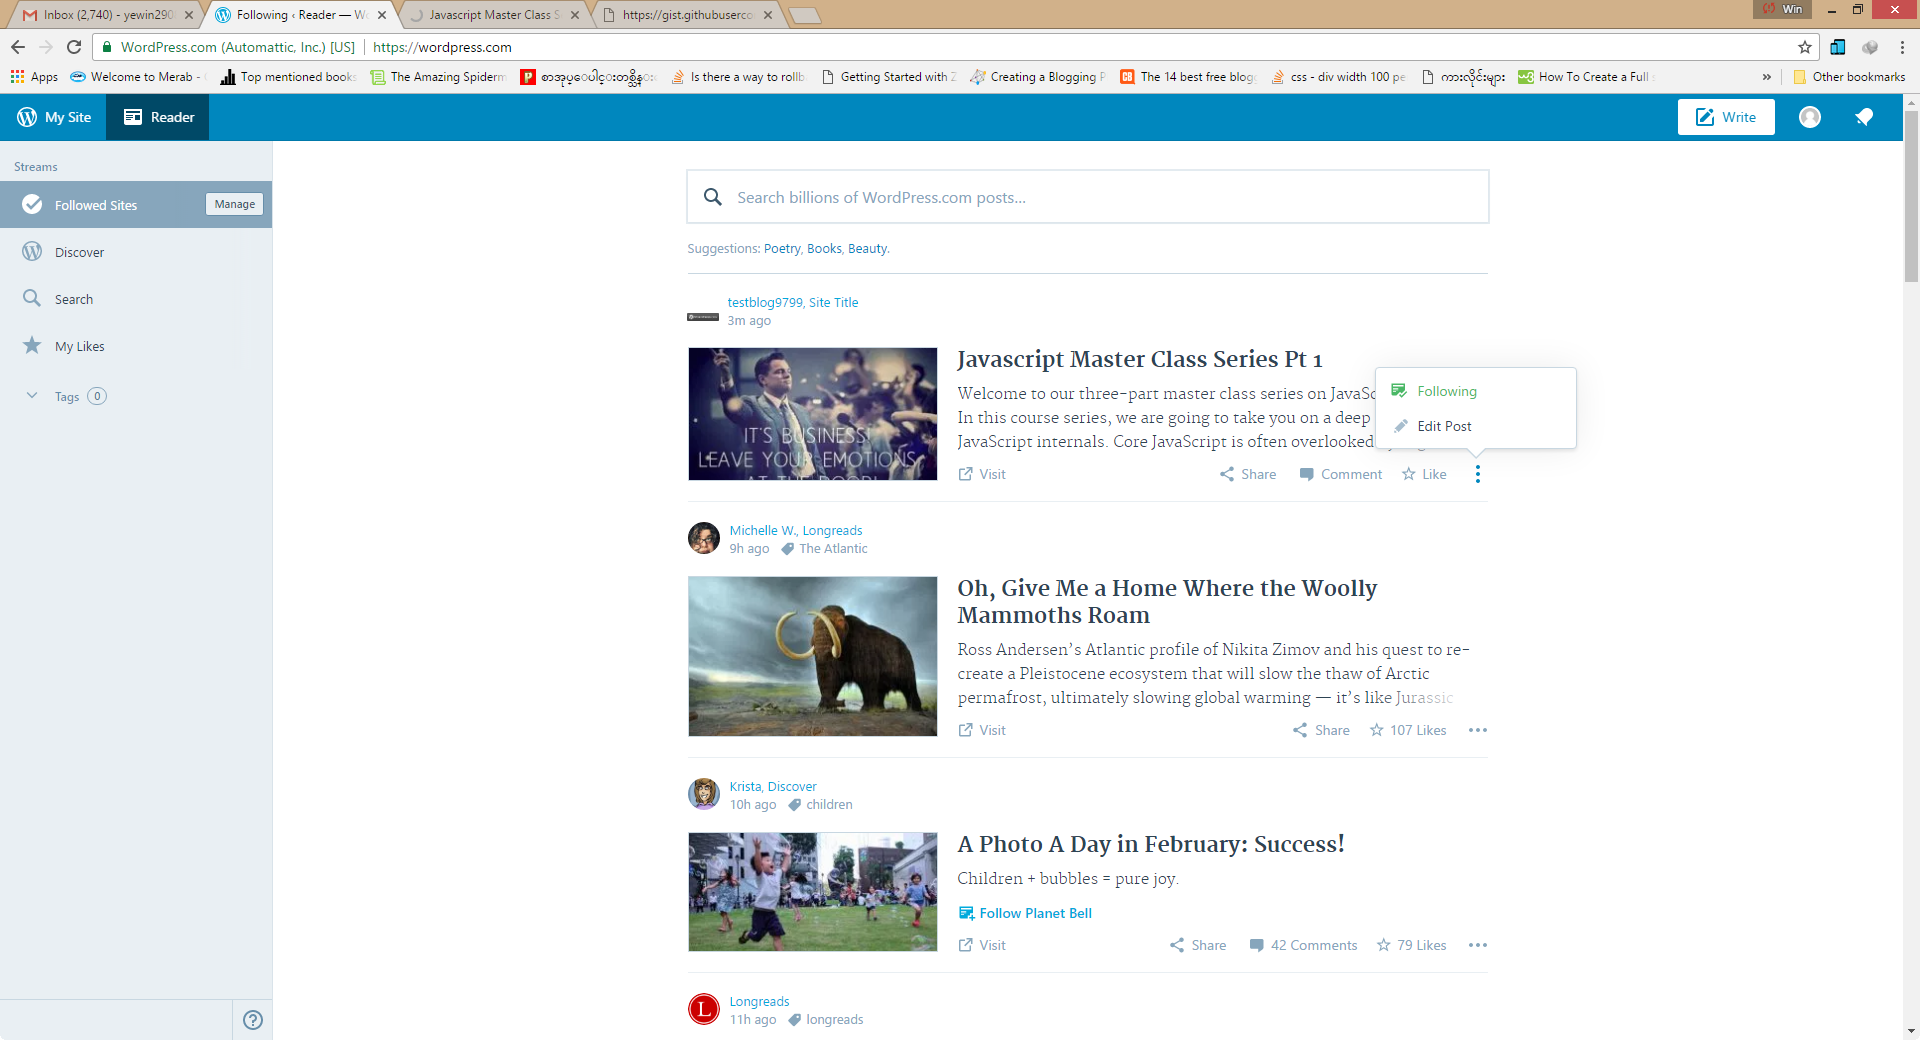 Inbox (2,740) - yewin290
Following ‹ Reader — Wo
Javascript Master Class S
https://gist.githubuserco
Win
WordPress.com (Automattic, Inc.) [US] https://wordpress.com
Apps
Welcome to Merab -
Top mentioned books
The Amazing Spiderm
Is there a way to rollb
Getting Started with Z
Creating a Blogging P
The 14 best free blog
css - div width 100 pe
ကားလိုင်းများ
How To Create a Full s
»
Other bookmarks
My Site
Reader
Write
Streams
Followed Sites
Manage
Discover
Search
My Likes
Tags 0
Search billions of WordPress.com posts...
Suggestions: Poetry, Books, Beauty.
testblog9799, Site Title
3m ago
IT'S BUSINESS!
LEAVE YOUR EMOTIONS
AT THE DOOR!
Javascript Master Class Series Pt 1
Welcome to our three-part master class series on JavaSc
In this course series, we are going to take you on a deep
JavaScript internals. Core JavaScript is often overlooked
Following
Edit Post
Visit
Share
Comment
Like
Michelle W., Longreads
9h ago The Atlantic
Oh, Give Me a Home Where the Woolly
Mammoths Roam
Ross Andersen’s Atlantic profile of Nikita Zimov and his quest to re-
create a Pleistocene ecosystem that will slow the thaw of Arctic
permafrost, ultimately slowing global warming — it’s like Jurassic
Visit
Share
107 Likes
Krista, Discover
10h ago children
A Photo A Day in February: Success!
Children + bubbles = pure joy.
Follow Planet Bell
Visit
Share
42 Comments
79 Likes
L
Longreads
11h ago longreads